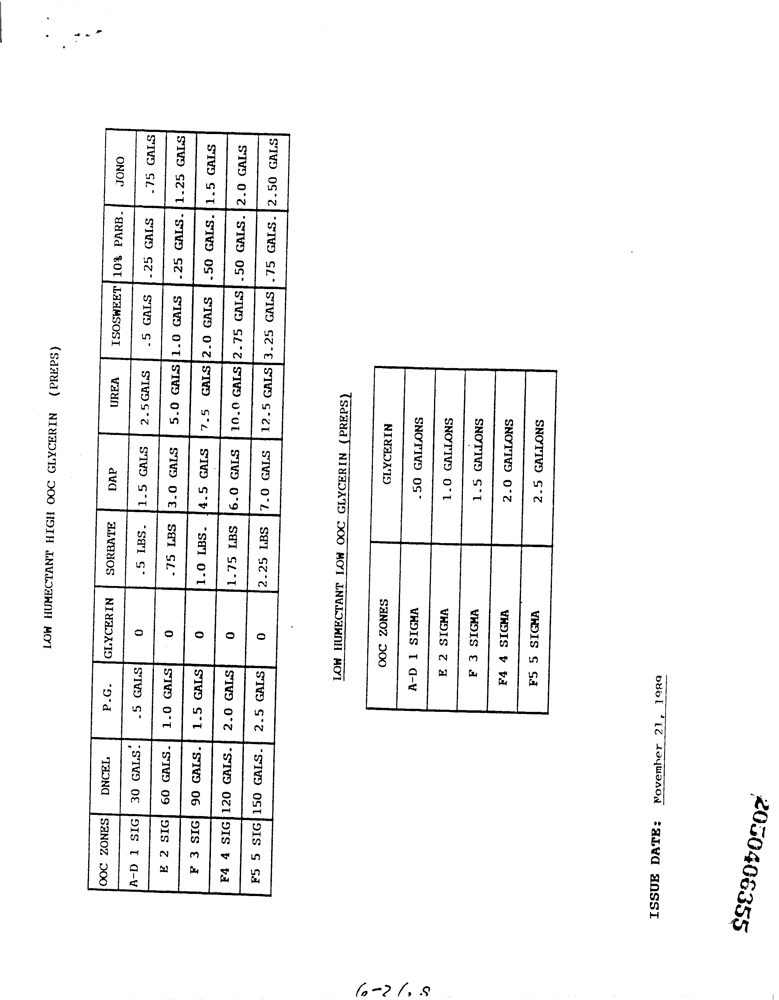 LOW HUMECTANT HIGH OOC GLYCERIN (PREPS)
OOC ZONES DNCEL P.G. GLYCERIN SORBATE DAP UREA ISOSWEET 10% PARB. JONO
A-D 1 SIG 30 GALS. .5 GALS 0 .5 LBS. 1.5 GALS 2.5GALS .5 GALS .25 GALS .75 GALS
E 2 SIG 60 GALS. 1.0 GALS 0 .75 LBS 3.0 GALS 5.0 GALS 1.0 GALS .25 GALS. 1.25 GALS
F 3 SIG 90 GALS. 1.5 GALS 0 1.0 LBS. 4.5 GALS 7.5 GALS 2.0 GALS .50 GALS. 1.5 GALS
F4 4 SIG 120 GALS. 2.0 GALS 0 1.75 LBS 6.0 GALS 10.0 GALS 2.75 GALS .50 GALS. 2.0 GALS
F5 5 SIG 150 GALS. 2.5 GALS 0 2.25 LBS 7.0 GALS 12.5 GALS 3.25 GALS .75 GALS. 2.50 GALS
LOW HUMECTANT LOW OOC GLYCERIN (PREPS)
OOC ZONES GLYCERIN
A-D 1 SIGMA .50 GALLONS
E 2 SIGMA 1.0 GALLONS
F 3 SIGMA 1.5 GALLONS
F4 4 SIGMA 2.0 GALLONS
F5 5 SIGMA 2.5 GALLONS
ISSUE DATE: November 21, 1989
2050406355